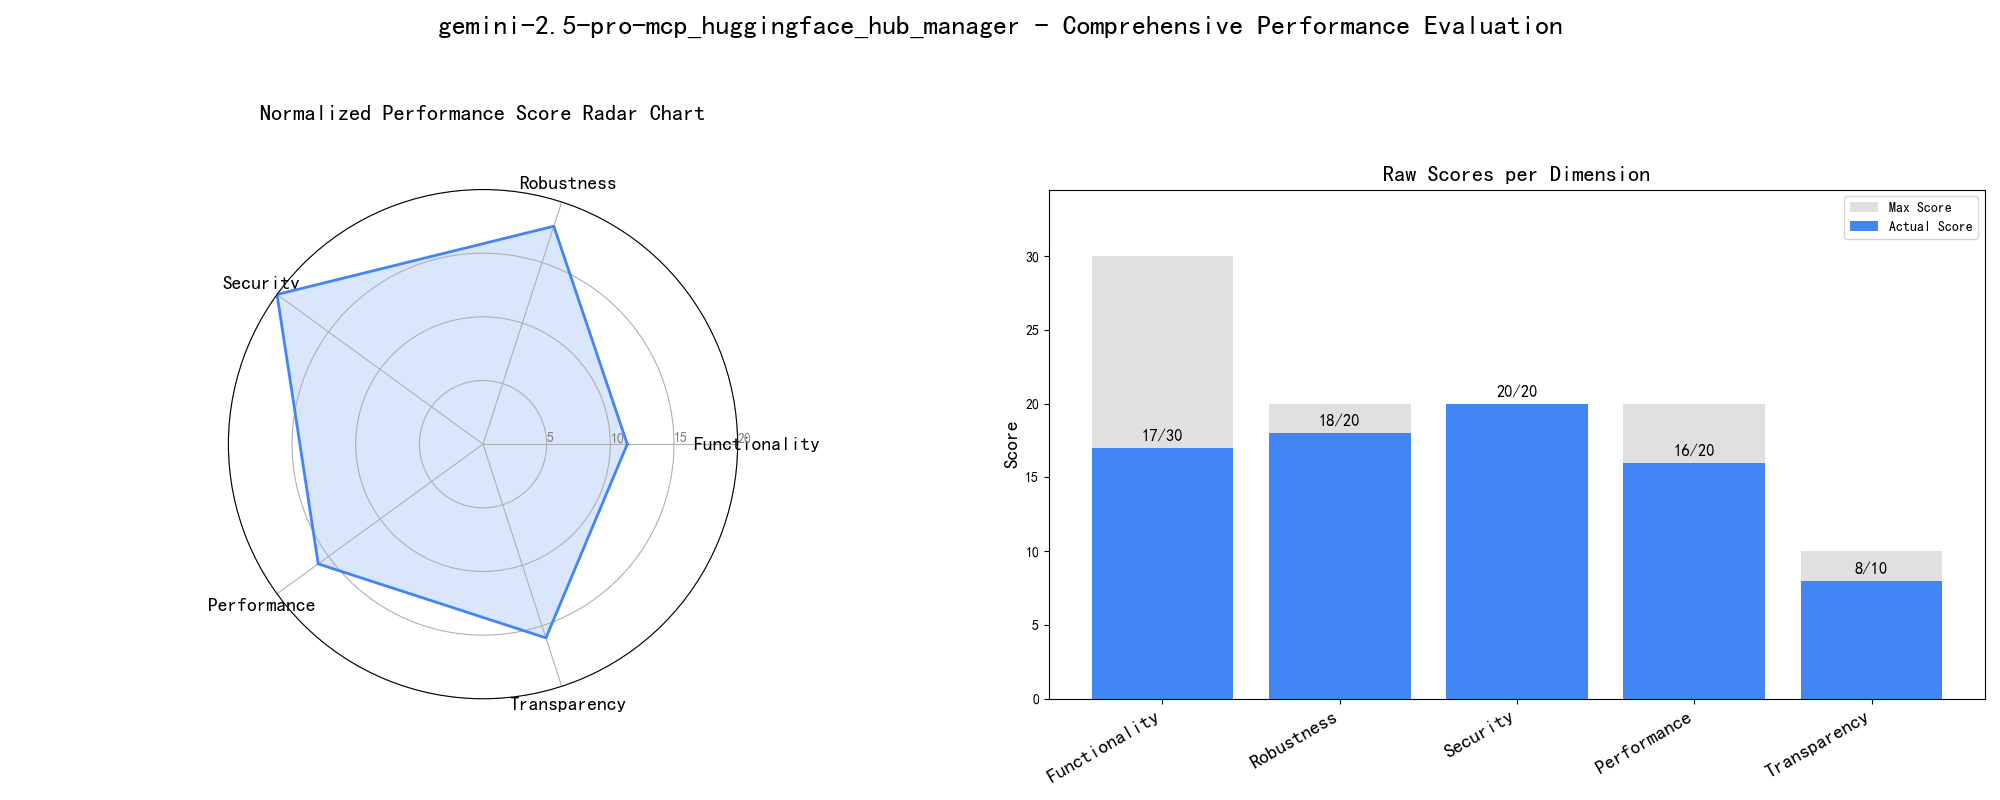 gemini-2.5-pro-mcp_huggingface_hub_manager - Comprehensive Performance Evaluation
Normalized Performance Score Radar Chart
Robustness
Security
Functionality
5
10
15
20
Performance
Transparency
Raw Scores per Dimension
Max Score
Actual Score
Score
30
25
20
15
10
5
0
17/30
18/20
20/20
16/20
8/10
Functionality
Robustness
Security
Performance
Transparency